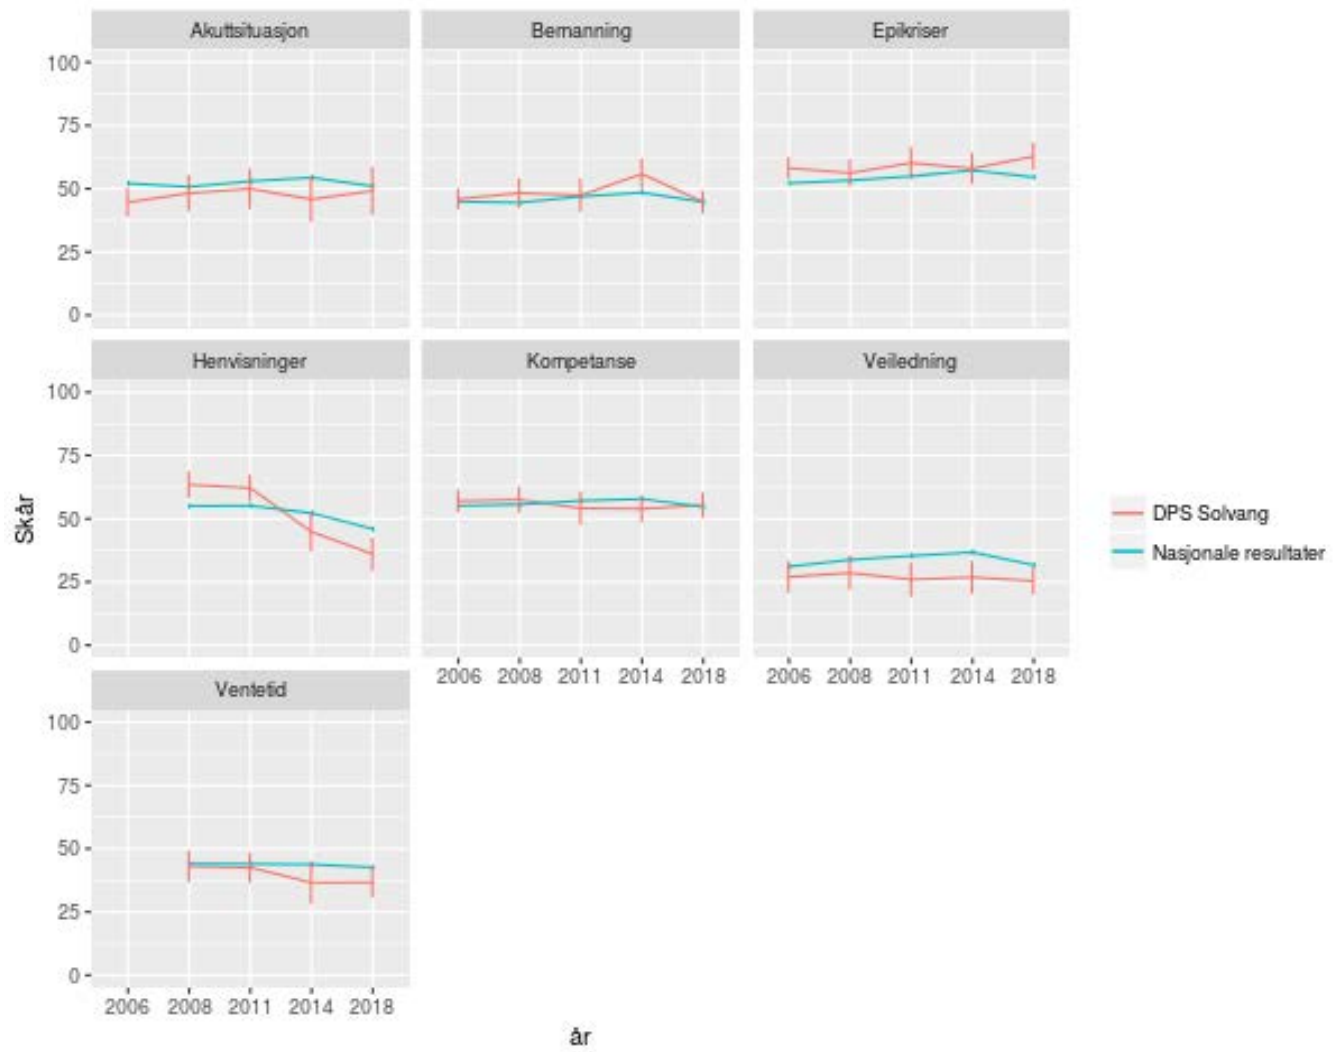 Akuttsituasjon
Bemanning
Epikriser
100
75
50
25
0
Henvisninger
Kompetanse
Veiledning
100
75
50
25
0
2006 2008 2011 2014 2018
2006 2008 2011 2014 2018
Ventetid
100
75
50
25
0
2006 2008 2011 2014 2018
år
Skår
DPS Solvang
Nasjonale resultater